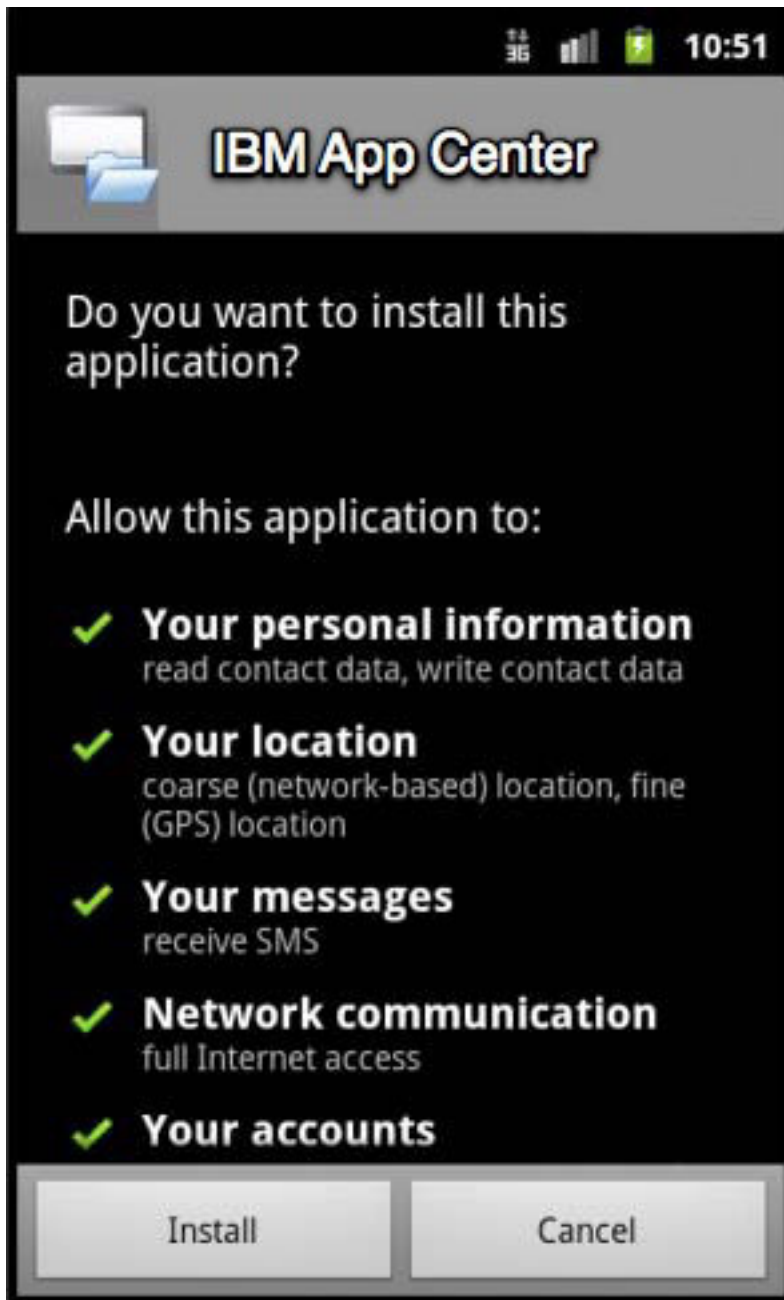 3G 10:51
IBM App Center
Do you want to install this
application?
Allow this application to:
Your personal information
read contact data, write contact data
Your location
coarse (network-based) location, fine
(GPS) location
Your messages
receive SMS
Network communication
full Internet access
Your accounts
Install Cancel